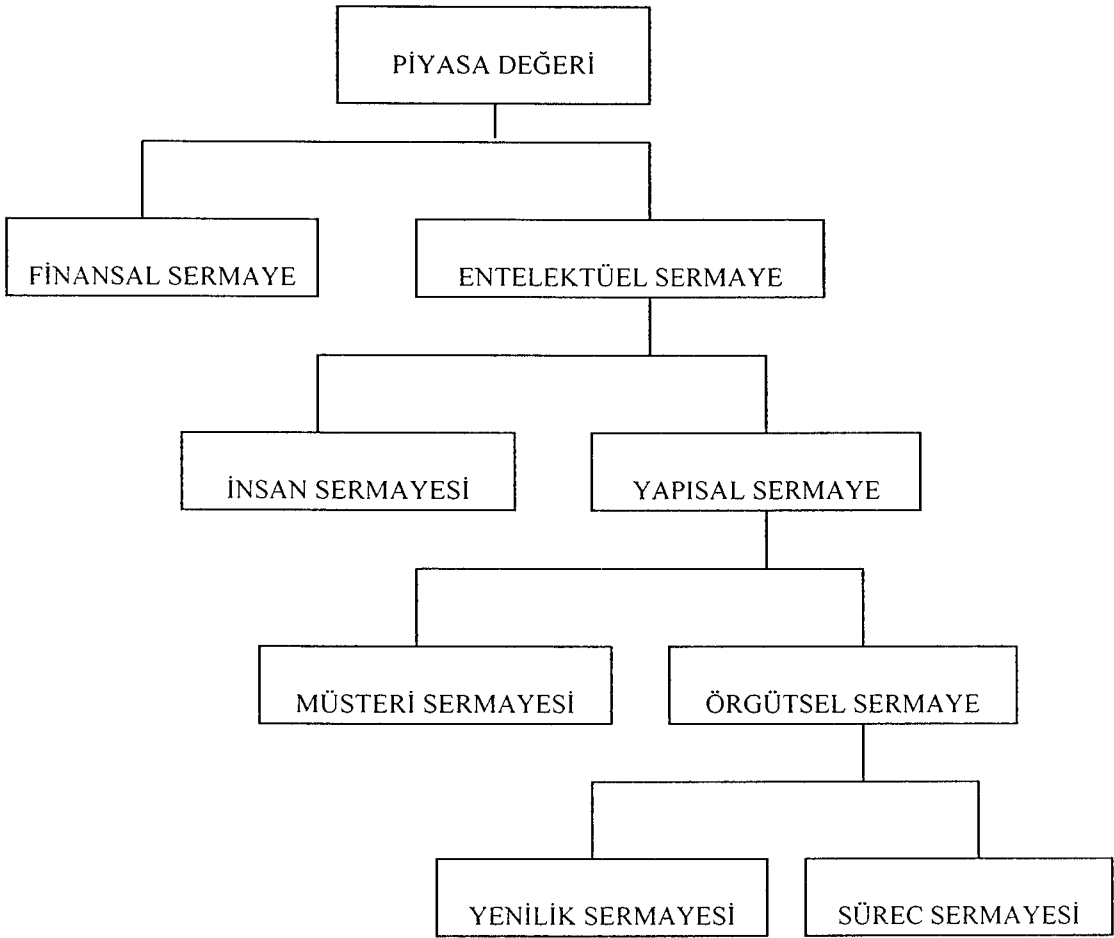 PİYASA DEĞERİ
FİNANSAL SERMAYE
ENTELEKTÜEL SERMAYE
İNSAN SERMAYESİ
YAPISAL SERMAYE
MÜSTERİ SERMAYESİ
ÖRGÜTSEL SERMAYE
YENİLİK SERMAYESİ
SÜREC SERMAYESİ